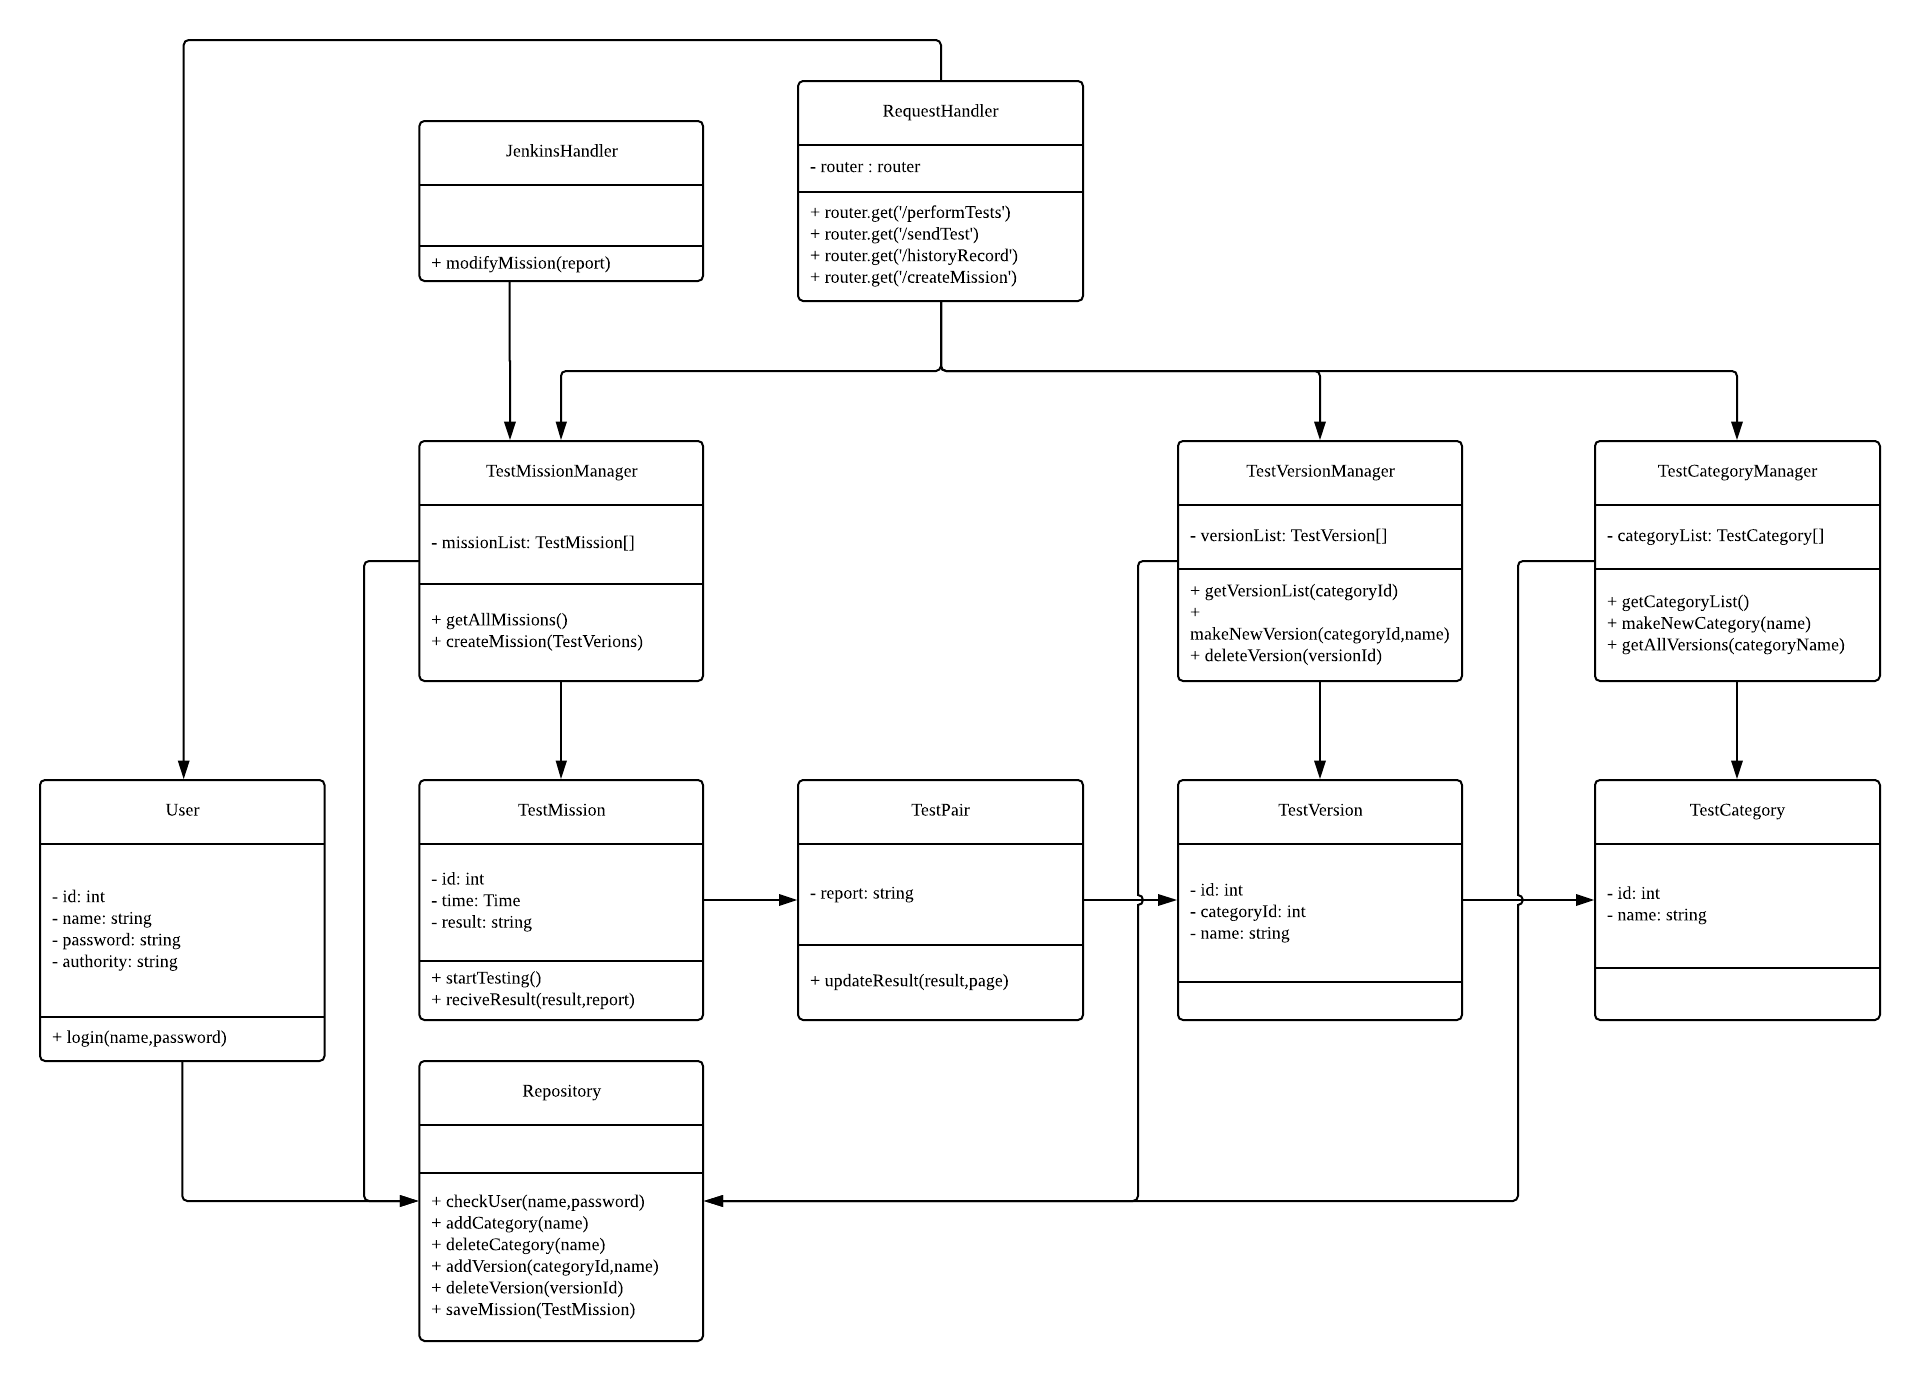 RequestHandler
- router : router
+ router.get('/performTests')
+ router.get('/sendTest')
+ router.get('/historyRecord')
+ router.get('/createMission')
JenkinsHandler
+ modifyMission(report)
TestMissionManager
- missionList: TestMission[]
+ getAllMissions()
+ createMission(TestVerions)
TestVersionManager
- versionList: TestVersion[]
+ getVersionList(categoryId)
+
makeNewVersion(categoryId,name)
+ deleteVersion(versionId)
TestCategoryManager
- categoryList: TestCategory[]
+ getCategoryList()
+ makeNewCategory(name)
+ getAllVersions(categoryName)
User
- id: int
- name: string
- password: string
- authority: string
+ login(name,password)
TestMission
- id: int
- time: Time
- result: string
+ startTesting()
+ reciveResult(result,report)
TestPair
- report: string
+ updateResult(result,page)
TestVersion
- id: int
- categoryId: int
- name: string
TestCategory
- id: int
- name: string
Repository
+ checkUser(name,password)
+ addCategory(name)
+ deleteCategory(name)
+ addVersion(categoryId,name)
+ deleteVersion(versionId)
+ saveMission(TestMission)